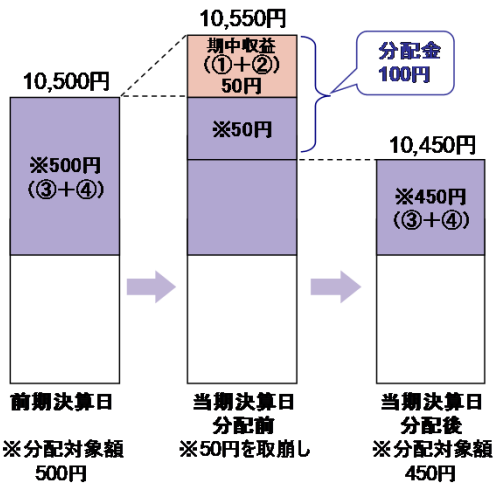 10,550円
期中収益
(①+②)
50円
分配金
100円
10,500円
※50円
10,450円
※500円
(③+④)
※450円
(③+④)
前期決算日
※分配対象額
500円
当期決算日
分配前
※50円を取崩し
当期決算日
分配後
※分配対象額
450円